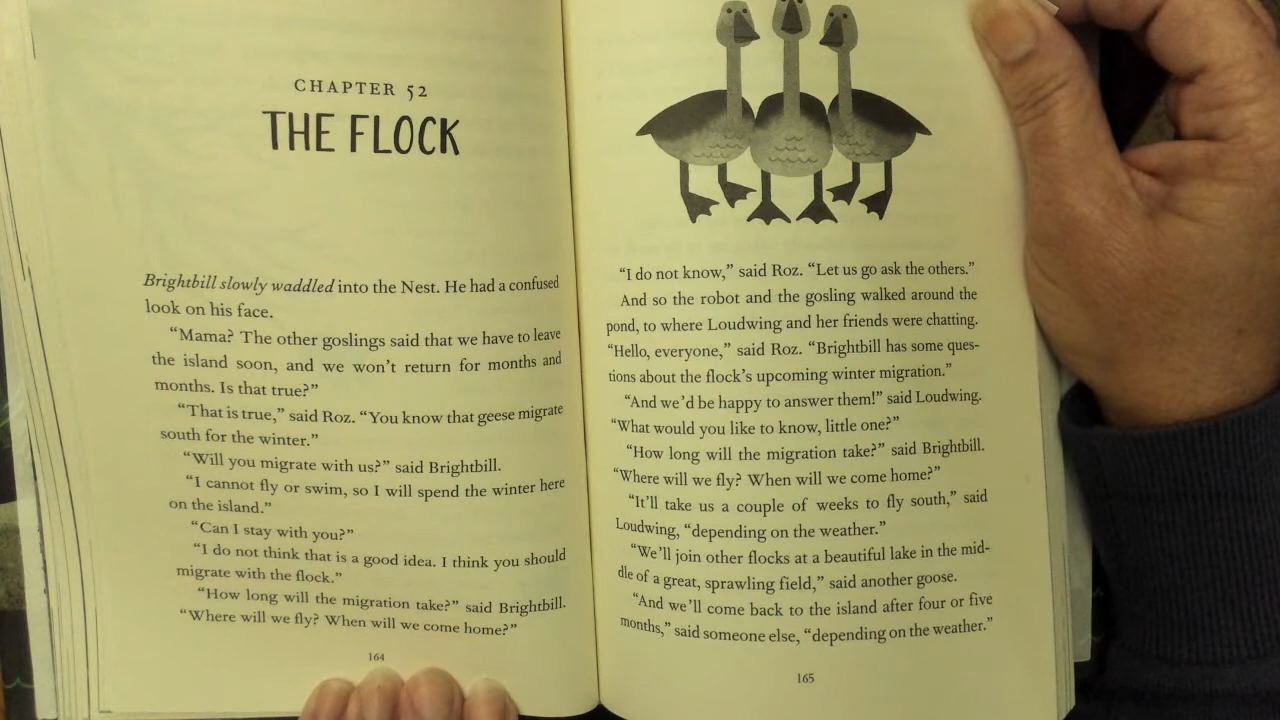 CHAPTER 52
THE FLOCK
Brightbill slowly waddled into the Nest. He had a confused
look on his face.
“Mama? The other goslings said that we have to leave
the island soon, and we won’t return for months and
months. Is that true?”
“That is true,” said Roz. “You know that geese migrate
south for the winter.”
“Will you migrate with us?” said Brightbill.
“I cannot fly or swim, so I will spend the winter here
on the island.”
“Can I stay with you?”
“I do not think that is a good idea. I think you should
migrate with the flock.”
“How long will the migration take?” said Brightbill.
“Where will we fly? When will we come home?”
164
“I do not know,” said Roz. “Let us go ask the others.”
And so the robot and the gosling walked around the
pond, to where Loudwing and her friends were chatting.
“Hello, everyone,” said Roz. “Brightbill has some ques-
tions about the flock’s upcoming winter migration.”
“And we’d be happy to answer them!” said Loudwing.
“What would you like to know, little one?”
“How long will the migration take?” said Brightbill.
“Where will we fly? When will we come home?”
“It’ll take us a couple of weeks to fly south,” said
Loudwing, “depending on the weather.”
“We’ll join other flocks at a beautiful lake in the mid-
dle of a great, sprawling field,” said another goose.
“And we’ll come back to the island after four or five
months,” said someone else, “depending on the weather.”
165